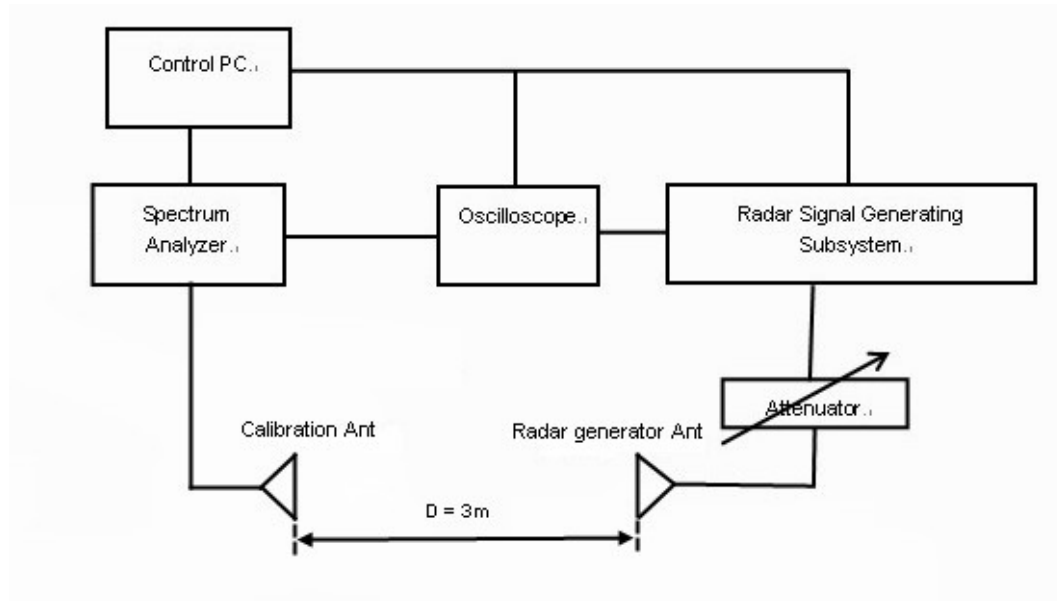 Control PC
Spectrum
Analyzer
Oscilloscope
Radar Signal Generating
Subsystem
Attenuator
Calibration Ant
Radar generator Ant
D = 3m